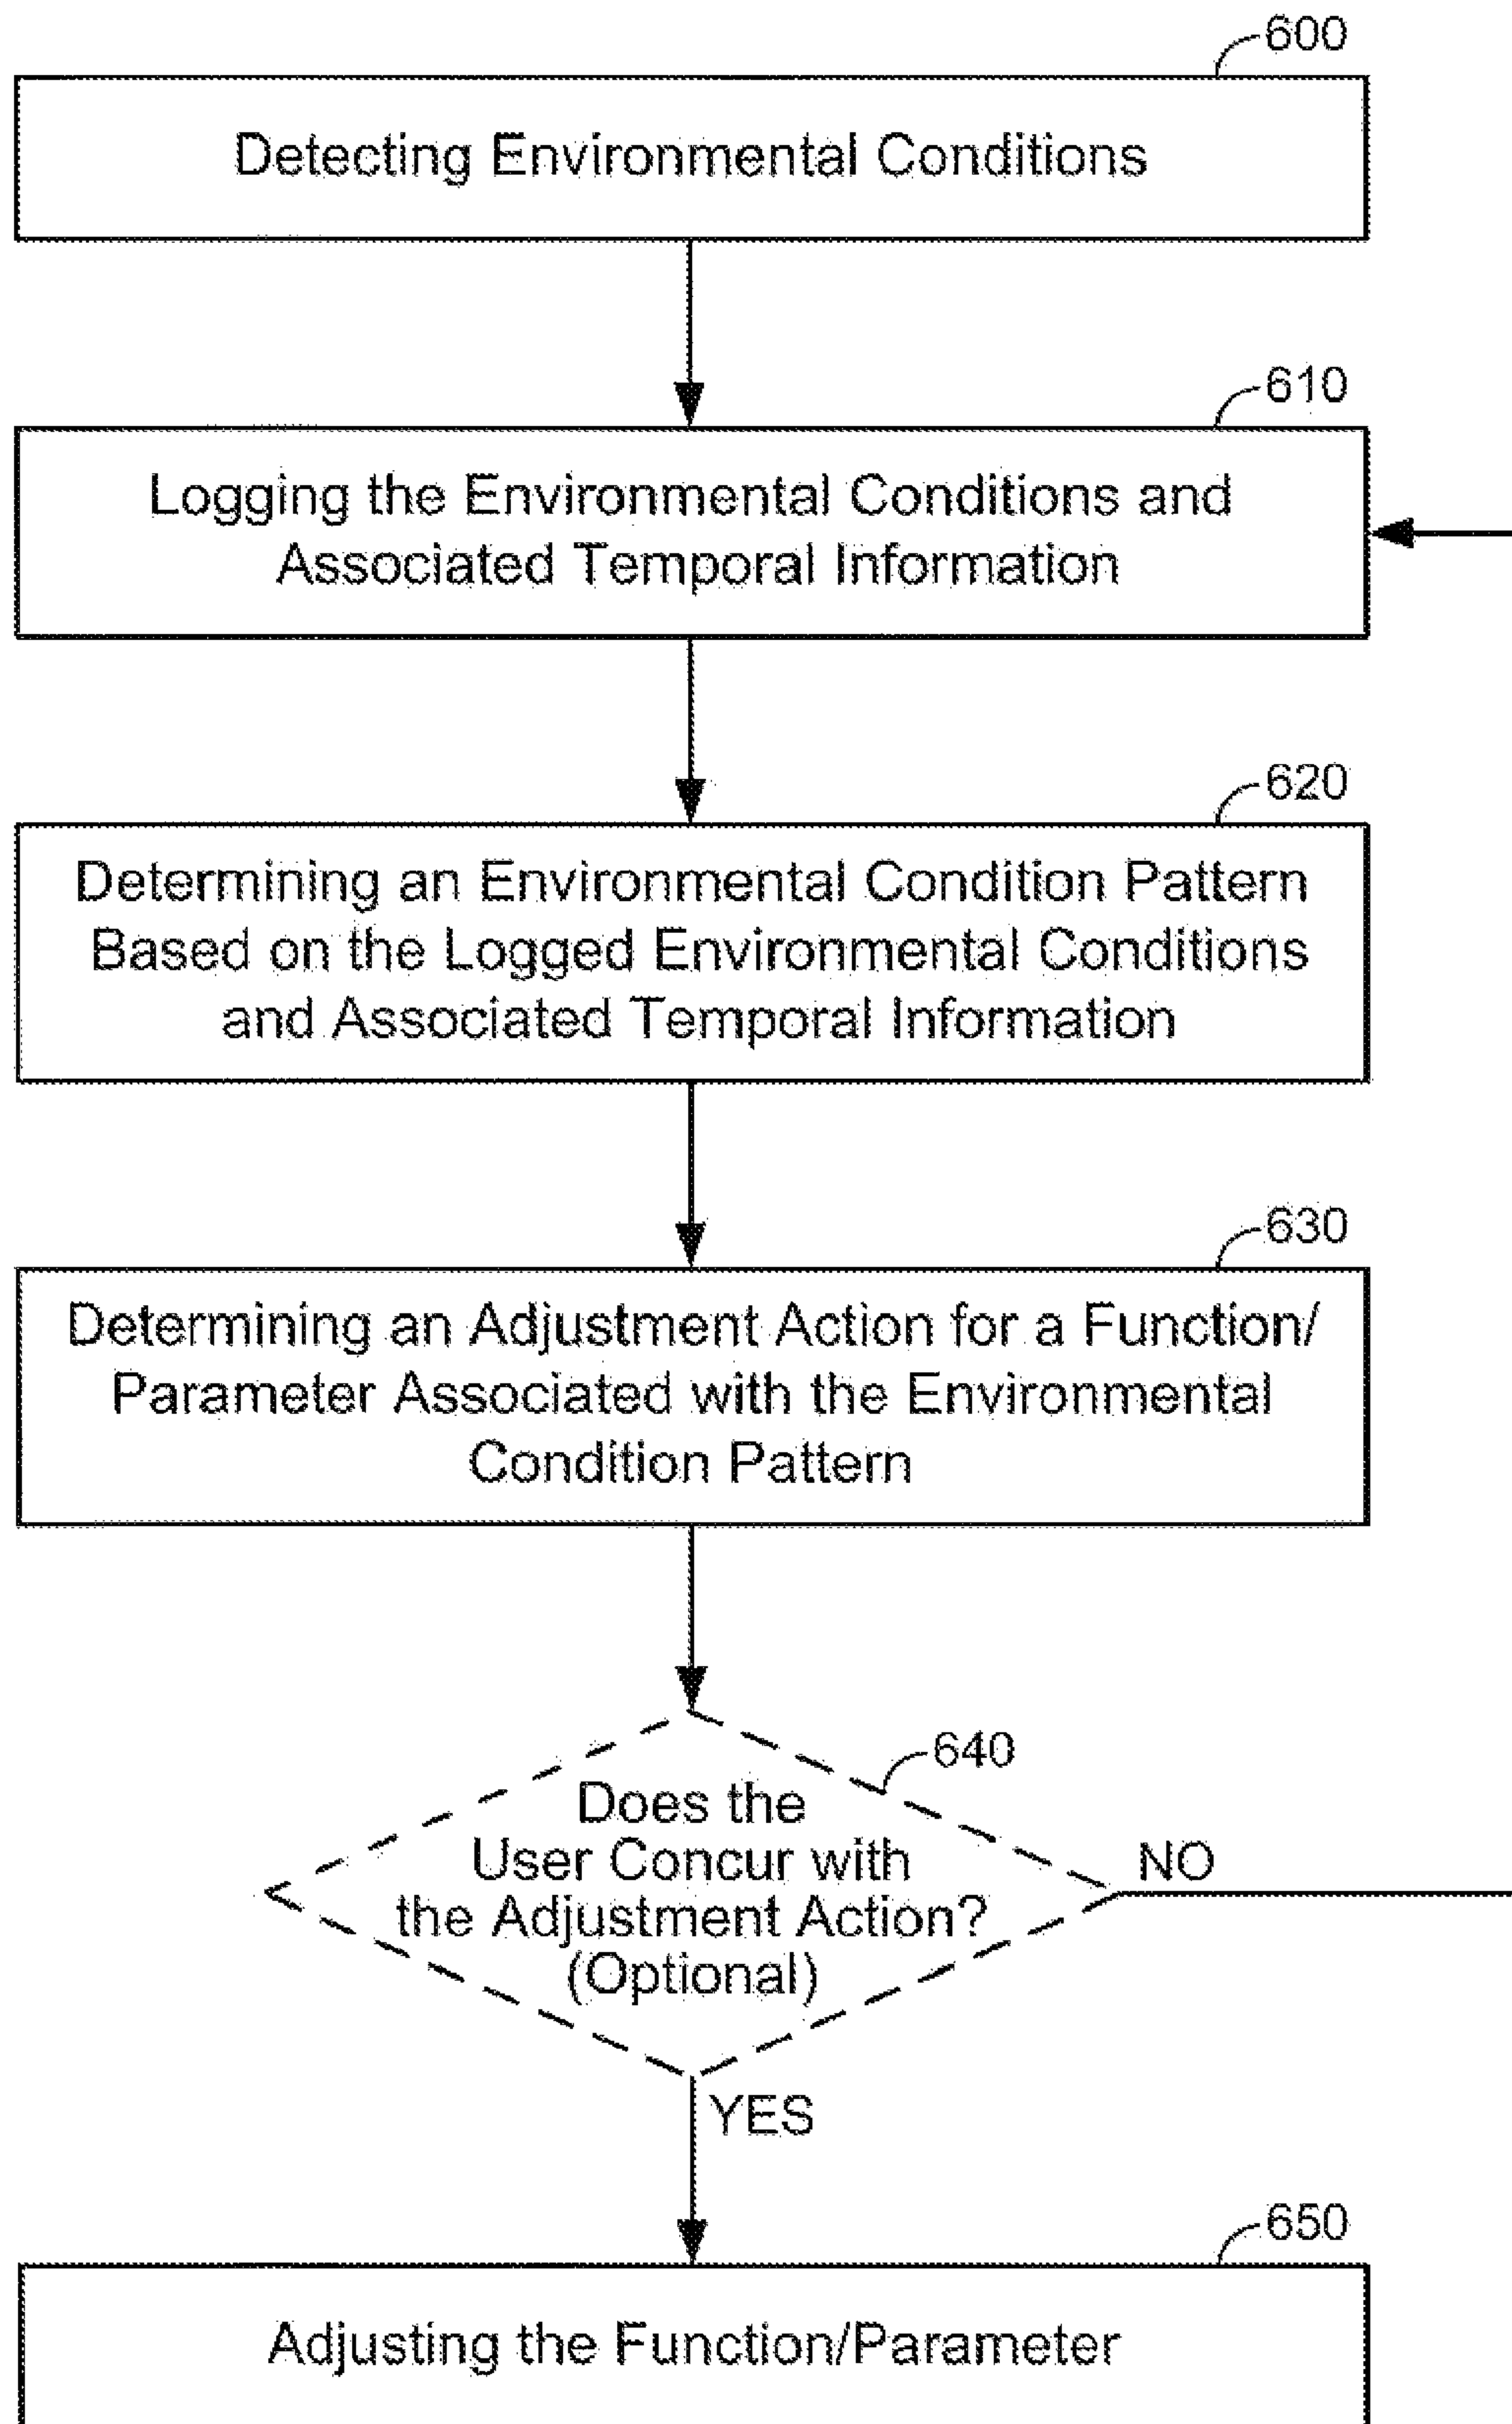 600
Detecting Environmental Conditions
610
Logging the Environmental Conditions and
Associated Temporal Information
620
Determining an Environmental Condition Pattern
Based on the Logged Environmental Conditions
and Associated Temporal Information
630
Determining an Adjustment Action for a Function/
Parameter Associated with the Environmental
Condition Pattern
640
Does the
User Concur with
the Adjustment Action?
(Optional)
NO
YES
650
Adjusting the Function/Parameter